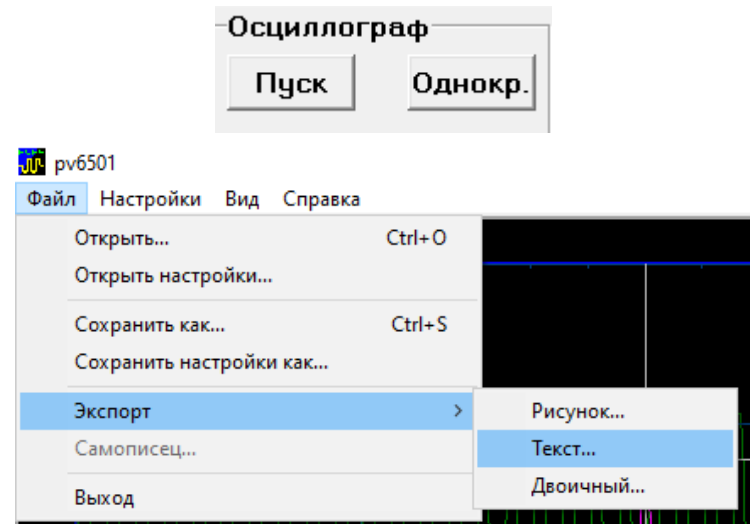 Осциллограф
Пуск Однокр.
pv6501
Файл Настройки Вид Справка
Открыть... Ctrl+O
Открыть настройки...
Сохранить как... Ctrl+S
Сохранить настройки как...
Экспорт
Рисунок...
Самописец...
Текст...
Двоичный...
Выход